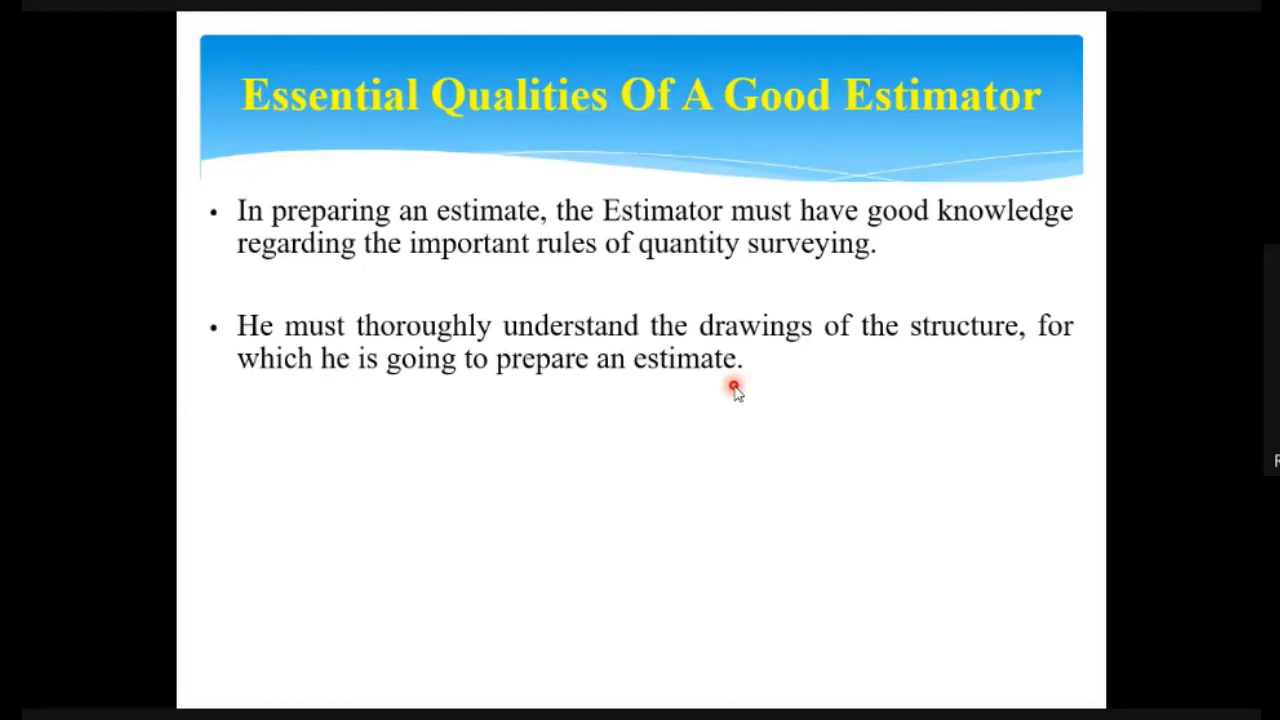 Essential Qualities Of A Good Estimator
• In preparing an estimate, the Estimator must have good knowledge
regarding the important rules of quantity surveying.
• He must thoroughly understand the drawings of the structure, for
which he is going to prepare an estimate.
R